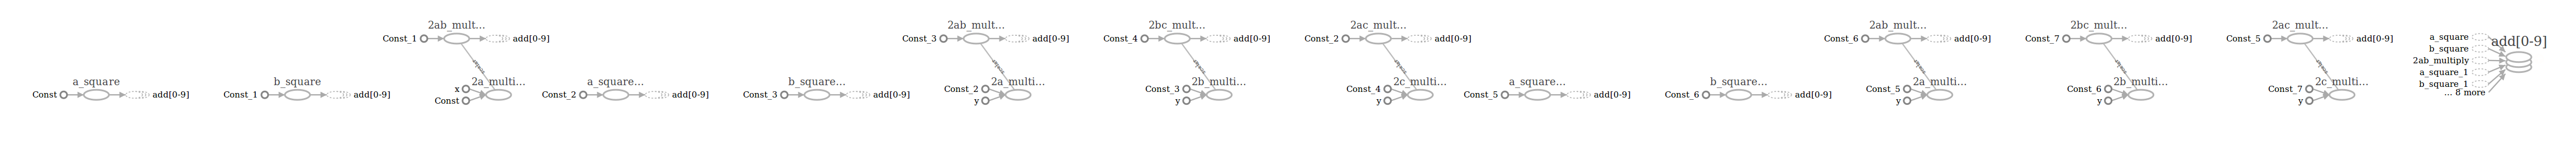 2ab_mult...
Const_1 add[0-9]
2ab_mult...
Const_3 add[0-9]
2bc_mult...
Const_4 add[0-9]
2ac_mult...
Const_2 add[0-9]
2ab_mult...
Const_6 add[0-9]
2bc_mult...
Const_7 add[0-9]
2ac_mult...
Const_5 add[0-9]
a_square
Const add[0-9]
b_square
Const_1 add[0-9]
2a_multi...
x
Const
a_square...
Const_2 add[0-9]
b_square...
Const_3 add[0-9]
2a_multi...
Const_2
y
2b_multi...
Const_3
y
2c_multi...
Const_4
y
a_square...
Const_5 add[0-9]
b_square...
Const_6 add[0-9]
2a_multi...
Const_5
y
2b_multi...
Const_6
y
2c_multi...
Const_7
y
add[0-9]
a_square
b_square
2ab_multiply
a_square_1
b_square_1
... 8 more